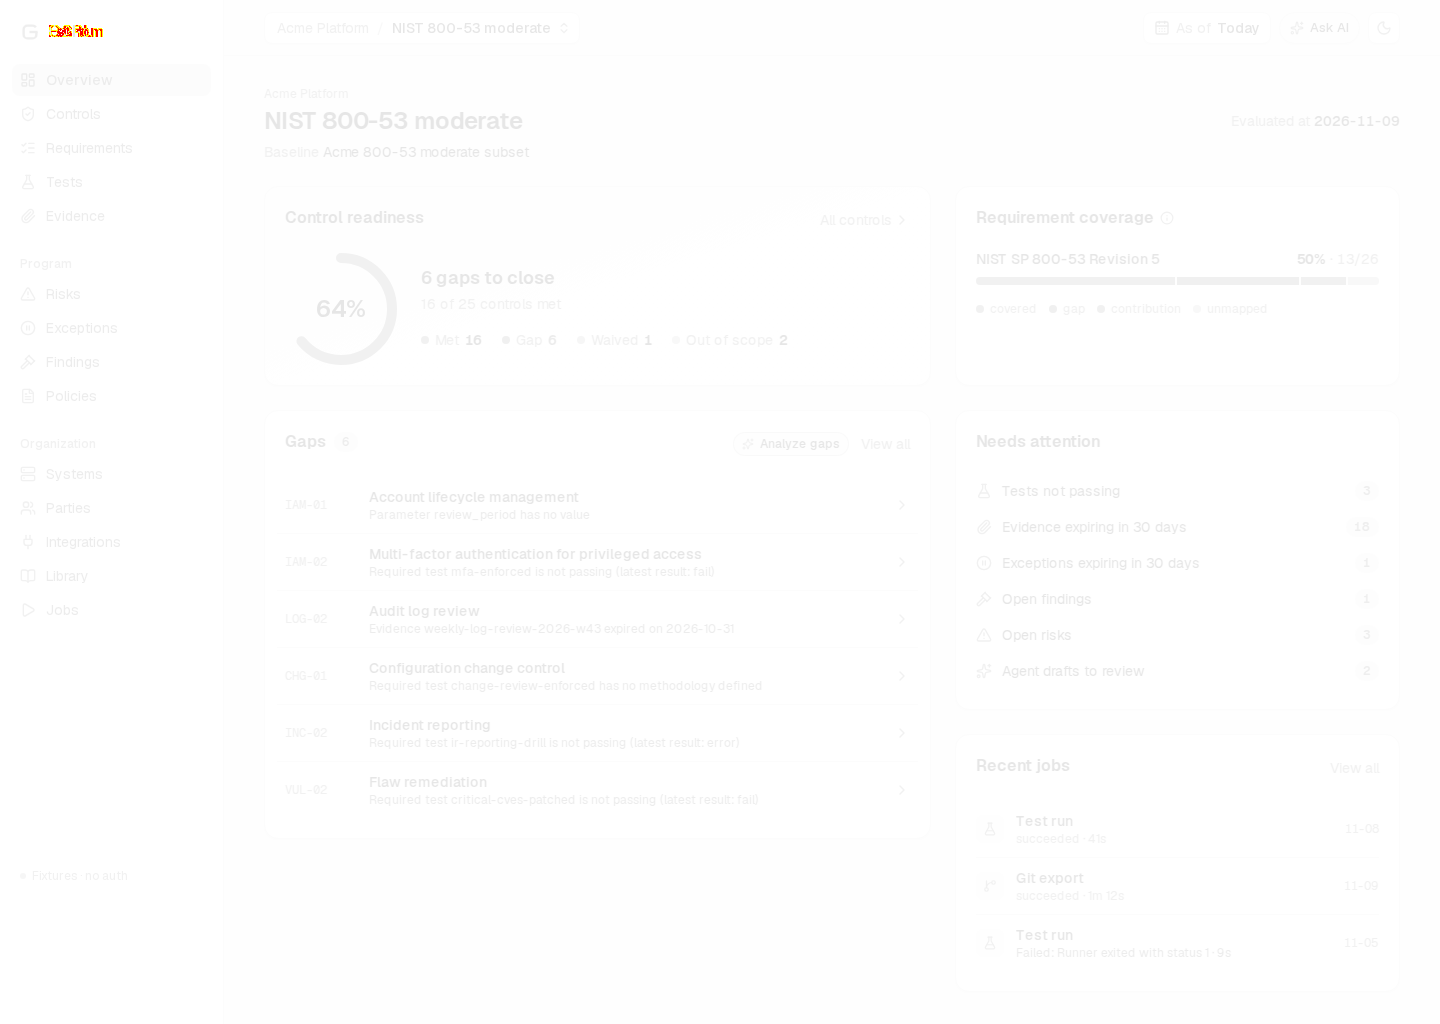 G
Overview
Controls
Requirements
Tests
Evidence
Program
Risks
Exceptions
Findings
Policies
Organization
Systems
Parties
Integrations
Library
Jobs
Fixtures · no auth
Acme Platform / NIST 800-53 moderate
As of Today
Ask AI
Acme Platform
NIST 800-53 moderate
Evaluated at 2026-11-09
Baseline Acme 800-53 moderate subset
Control readiness
All controls
64%
6 gaps to close
16 of 25 controls met
Met 16 Gap 6 Waived 1 Out of scope 2
Requirement coverage
NIST SP 800-53 Revision 5 50% · 13/26
covered gap contribution unmapped
Gaps 6
Analyze gaps View all
IAM-01 Account lifecycle management
Parameter review_period has no value
IAM-02 Multi-factor authentication for privileged access
Required test mfa-enforced is not passing (latest result: fail)
LOG-02 Audit log review
Evidence weekly-log-review-2026-w43 expired on 2026-10-31
CHG-01 Configuration change control
Required test change-review-enforced has no methodology defined
INC-02 Incident reporting
Required test ir-reporting-drill is not passing (latest result: error)
VUL-02 Flaw remediation
Required test critical-cves-patched is not passing (latest result: fail)
Needs attention
Tests not passing 3
Evidence expiring in 30 days 18
Exceptions expiring in 30 days 1
Open findings 1
Open risks 3
Agent drafts to review 2
Recent jobs View all
Test run
succeeded · 41s 11-08
Git export
succeeded · 1m 12s 11-09
Test run
Failed: Runner exited with status 1 · 9s 11-06